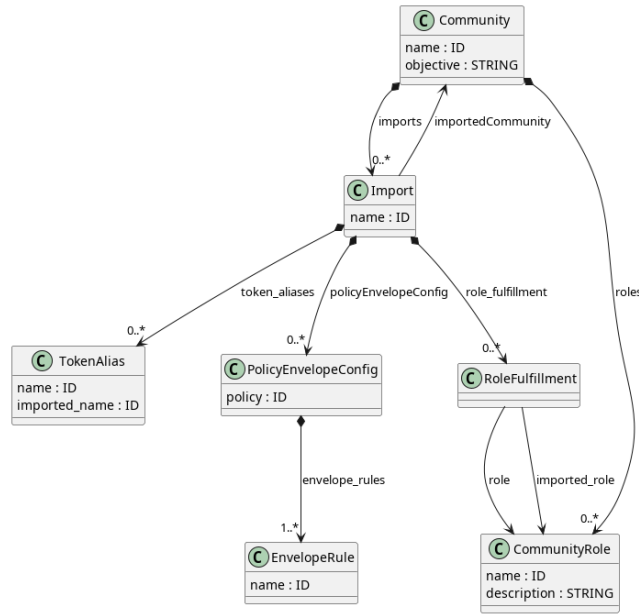 C Community
name : ID
objective : STRING
imports
importedCommunity
0..*
C Import
name : ID
token_aliases
policyEnvelopeConfig
role_fulfillment
roles
0..*
0..*
0..*
C TokenAlias
name : ID
imported_name : ID
C PolicyEnvelopeConfig
policy : ID
C RoleFulfillment
envelope_rules
role
imported_role
1..*
0..*
C EnvelopeRule
name : ID
C CommunityRole
name : ID
description : STRING